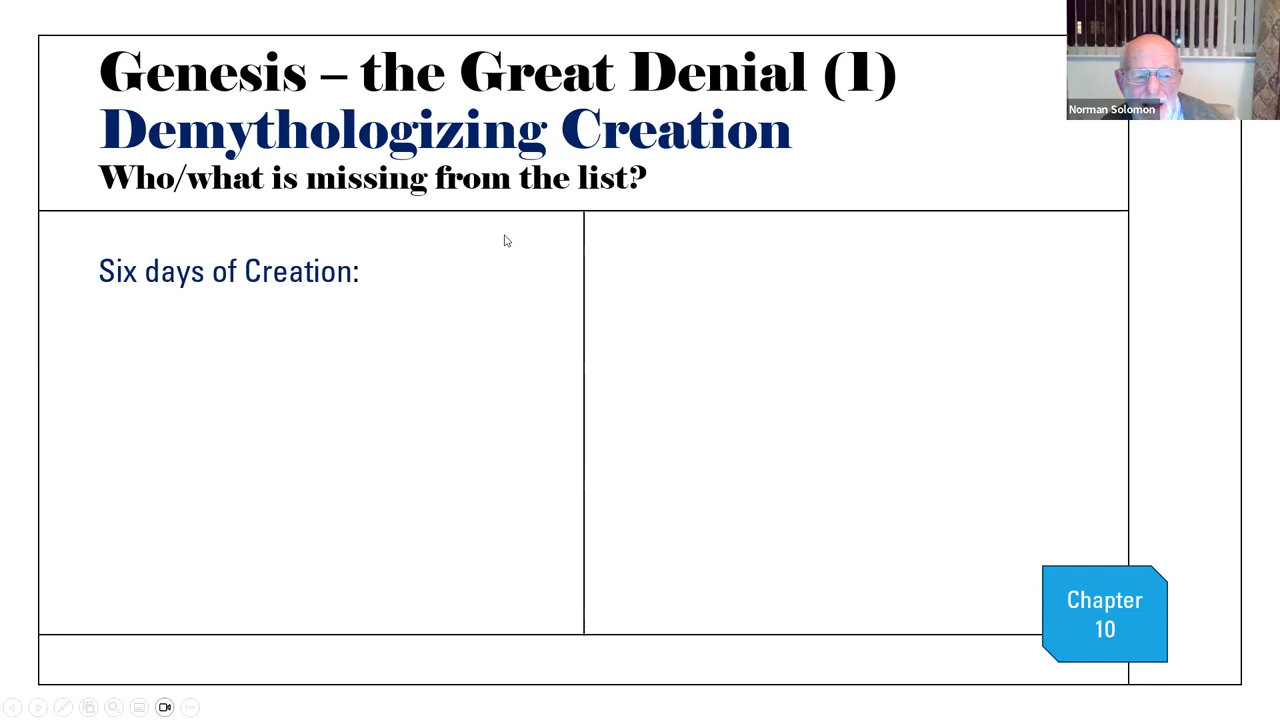 Genesis – the Great Denial (1)
Demythologizing Creation
Who/what is missing from the list?
Norman Solomon
Six days of Creation:
Chapter
10